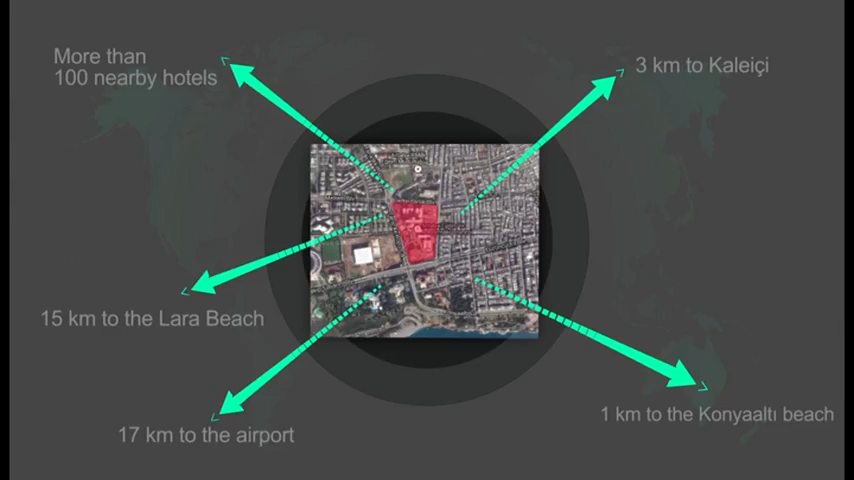 More than
100 nearby hotels
3 km to Kaleiçi
15 km to the Lara Beach
1 km to the Konyaaltı beach
17 km to the airport